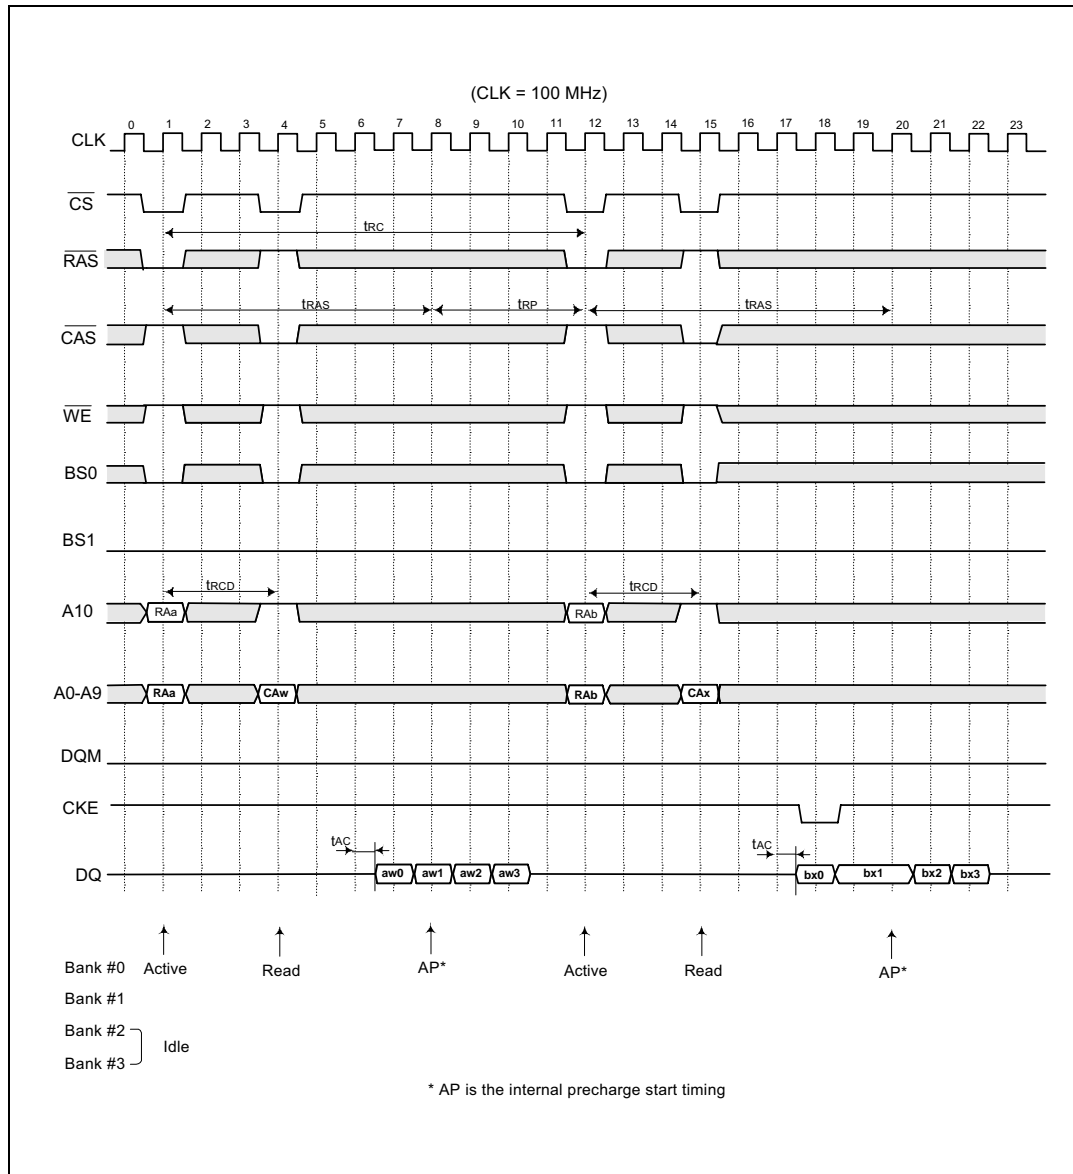 (CLK = 100 MHz)
0 1 2 3 4 5 6 7 8 9 10 11 12 13 14 15 16 17 18 19 20 21 22 23
CLK
CS
tRC
RAS
tRAS tRP tRAS
CAS
WE
BS0
BS1
tRCD tRCD
A10 RAa RAb
A0-A9 RAa CAw RAb CAx
DQM
CKE
tAC tAC
DQ aw0 aw1 aw2 aw3 bx0 bx1 bx2 bx3
Bank #0 Active Read AP* Active Read AP*
Bank #1
Bank #2
Idle
Bank #3
* AP is the internal precharge start timing